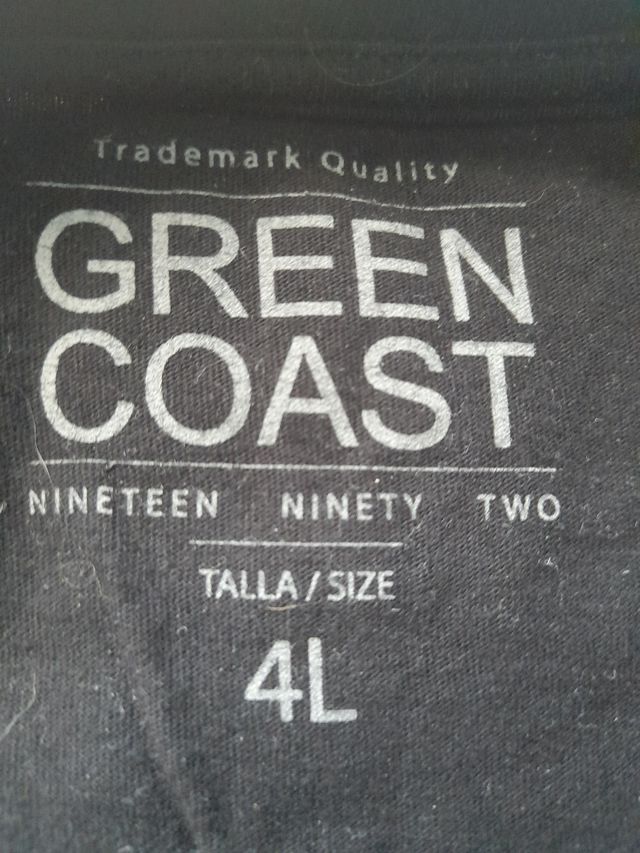 Trademark Quality
GREEN
COAST
NINETEEN NINETY TWO
TALLA / SIZE
4L